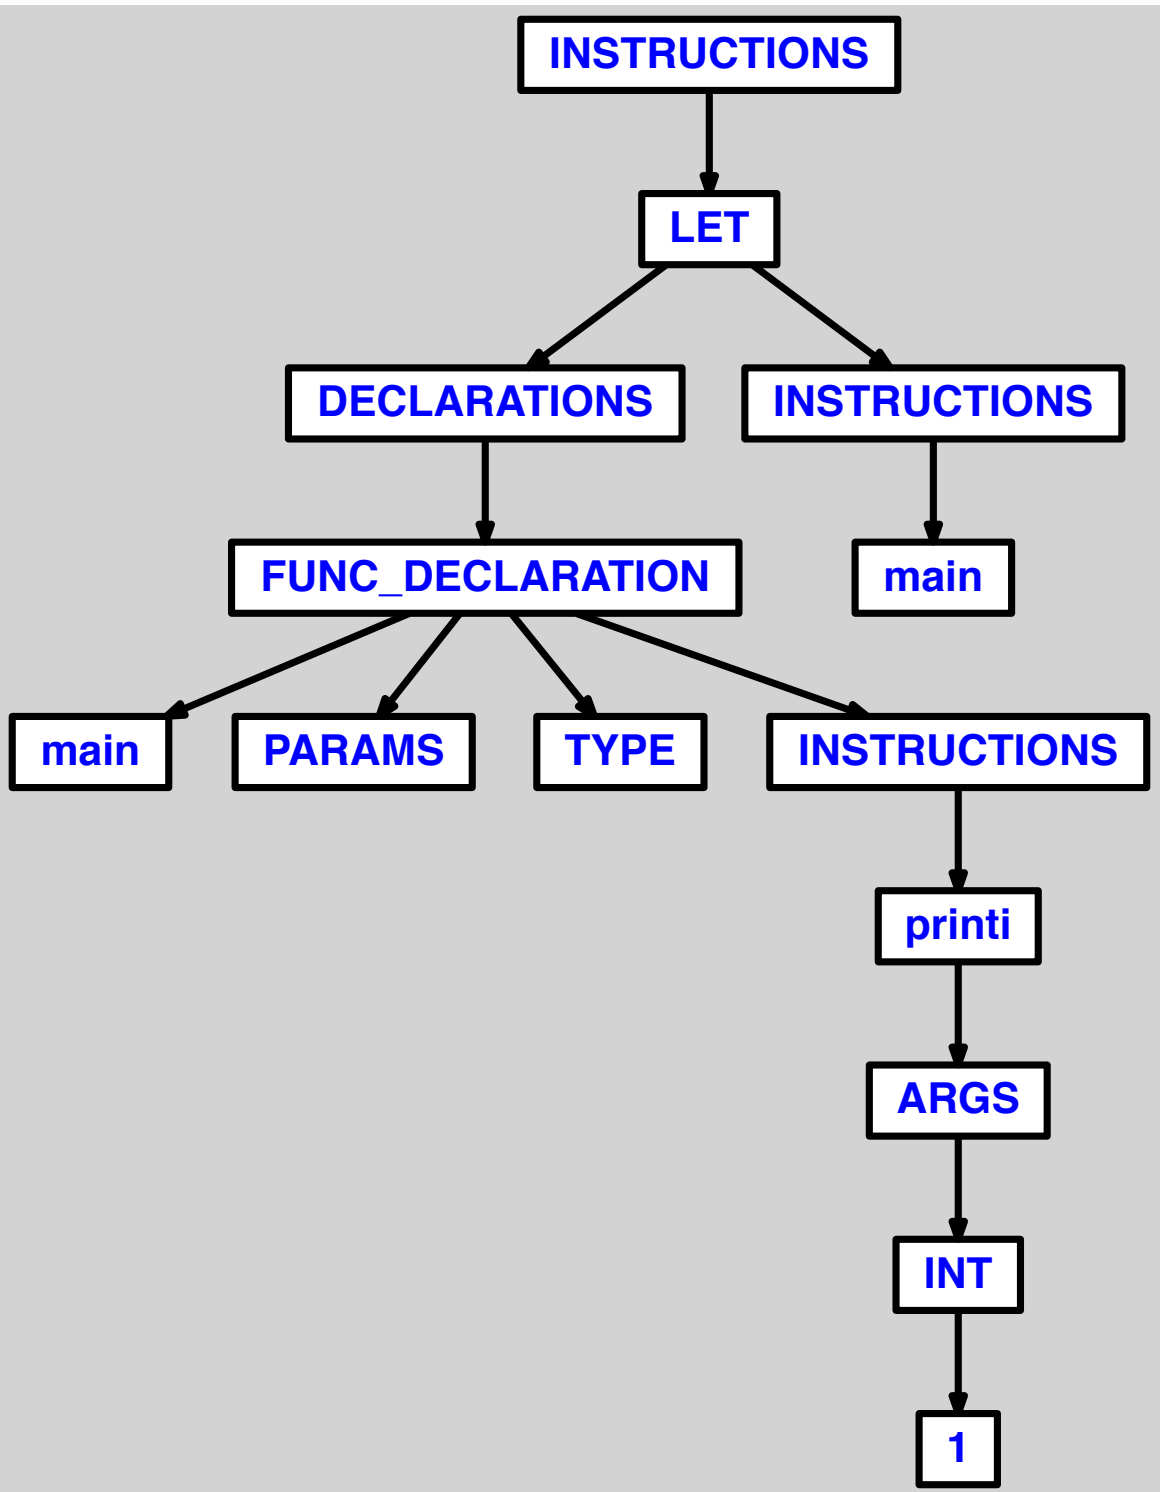 INSTRUCTIONS
LET
DECLARATIONS
INSTRUCTIONS
FUNC_DECLARATION
main
main
PARAMS
TYPE
INSTRUCTIONS
printi
ARGS
INT
1